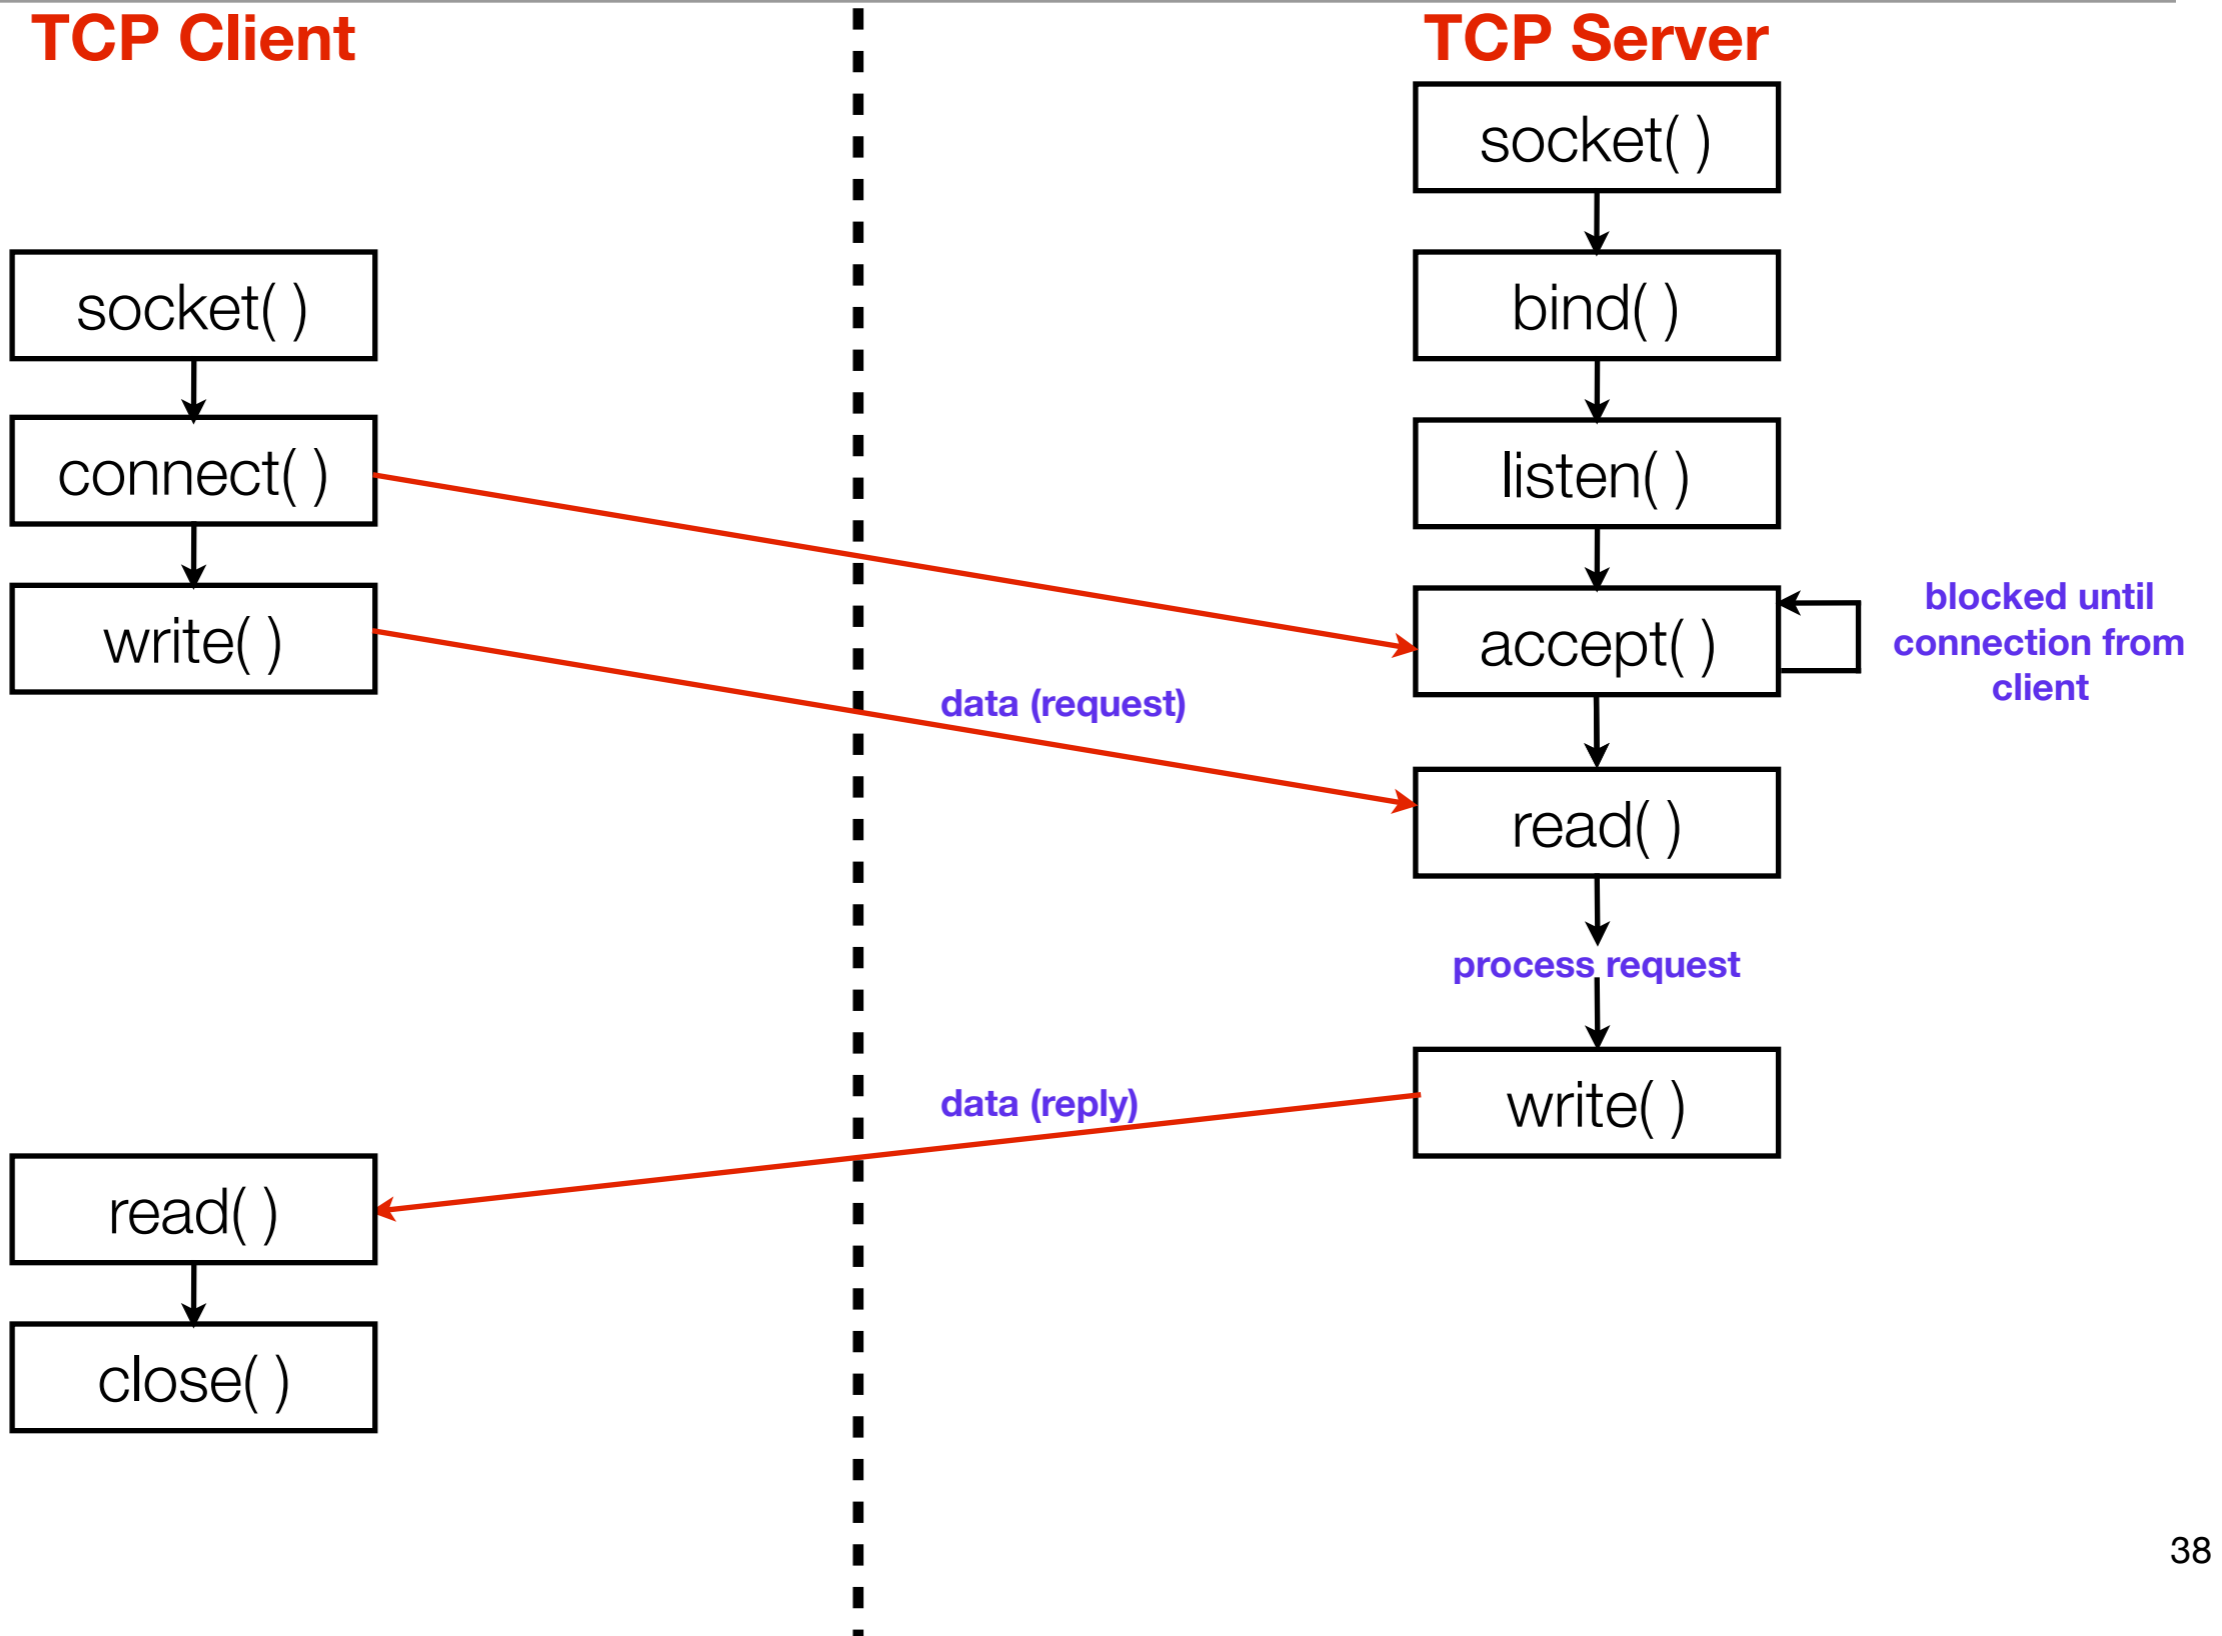 TCP Client
TCP Server
socket( )
socket( )
bind( )
connect( )
listen( )
write( )
accept( )
blocked until
connection from
client
data (request)
read( )
process request
data (reply)
write( )
read( )
close( )
38